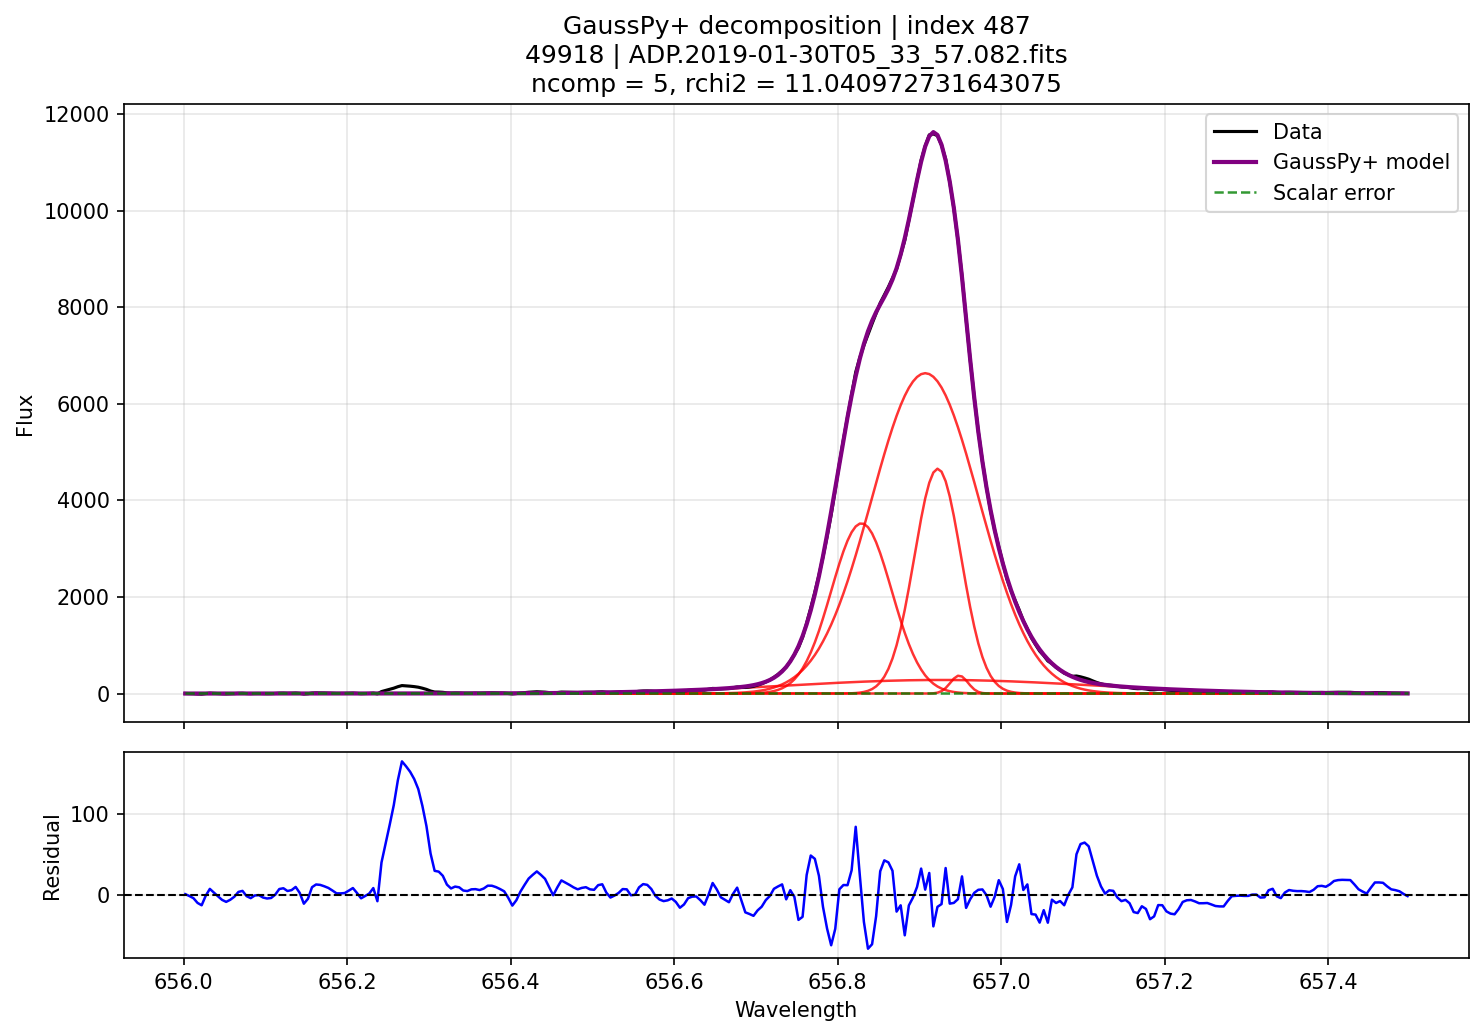 GaussPy+ decomposition | index 487
49918 | ADP.2019-01-30T05_33_57.082.fits
ncomp = 5, rchi2 = 11.040972731643075
12000
10000
8000
6000
4000
2000
0
Flux
Data
GaussPy+ model
Scalar error
100
0
Residual
656.0 656.2 656.4 656.6 656.8 657.0 657.2 657.4
Wavelength